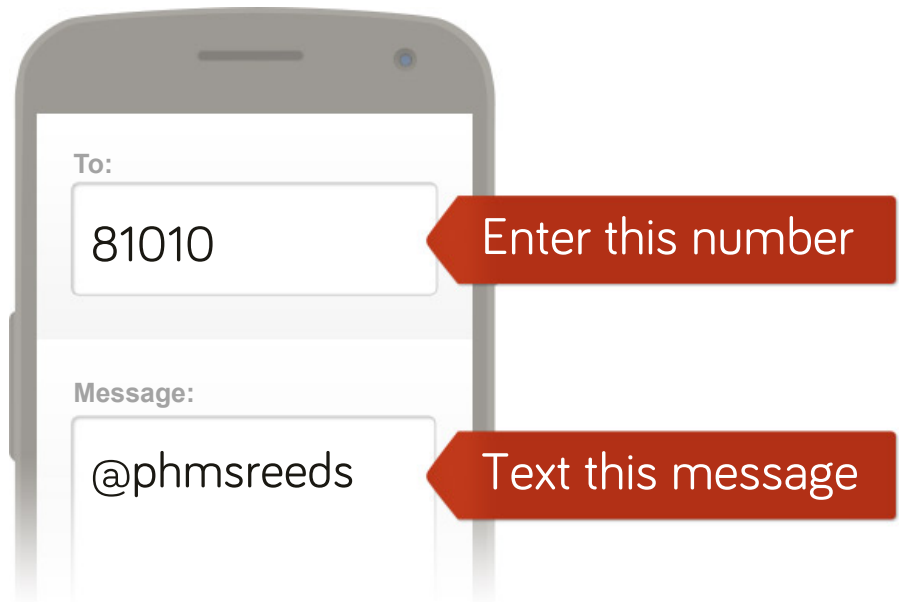 To:
81010
Enter this number
Message:
@phmsreeds
Text this message